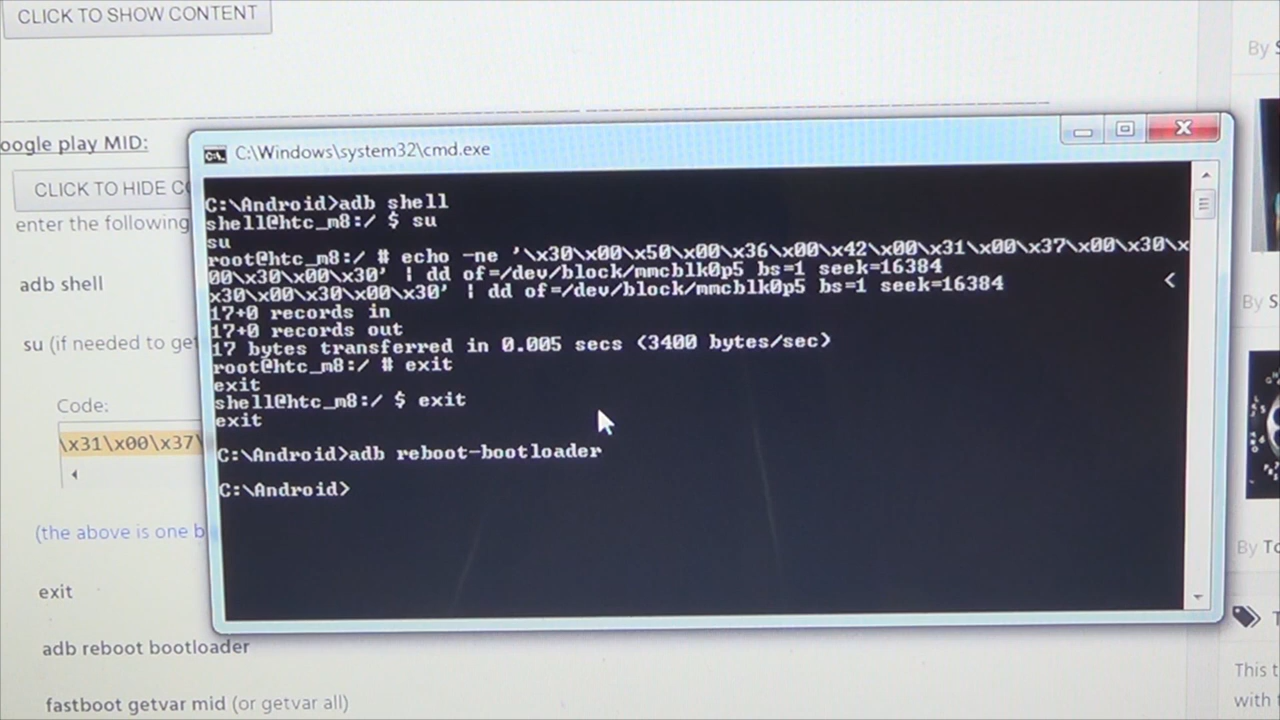 CLICK TO SHOW CONTENT
oogle play MID:
CLICK TO HIDE CO
enter the following
adb shell
su (if needed to get
Code:
\x31\x00\x37\
(the above is one b
exit
adb reboot bootloader
fastboot getvar mid (or getvar all)
C:\Windows\system32\cmd.exe
C:\Android>adb shell
shell@htc_m8:/ $ su
su
root@htc_m8:/ # echo -ne '\x30\x00\x50\x00\x36\x00\x42\x00\x31\x00\x37\x00\x30\x
00\x30\x00\x30' | dd of=/dev/block/mmcblk0p5 bs=1 seek=16384
x30\x00\x30\x00\x30' | dd of=/dev/block/mmcblk0p5 bs=1 seek=16384 <
17+0 records in
17+0 records out
17 bytes transferred in 0.005 secs (3400 bytes/sec)
root@htc_m8:/ # exit
exit
shell@htc_m8:/ $ exit
exit
C:\Android>adb reboot-bootloader
C:\Android>
By S
By S
By To
T
This t
with